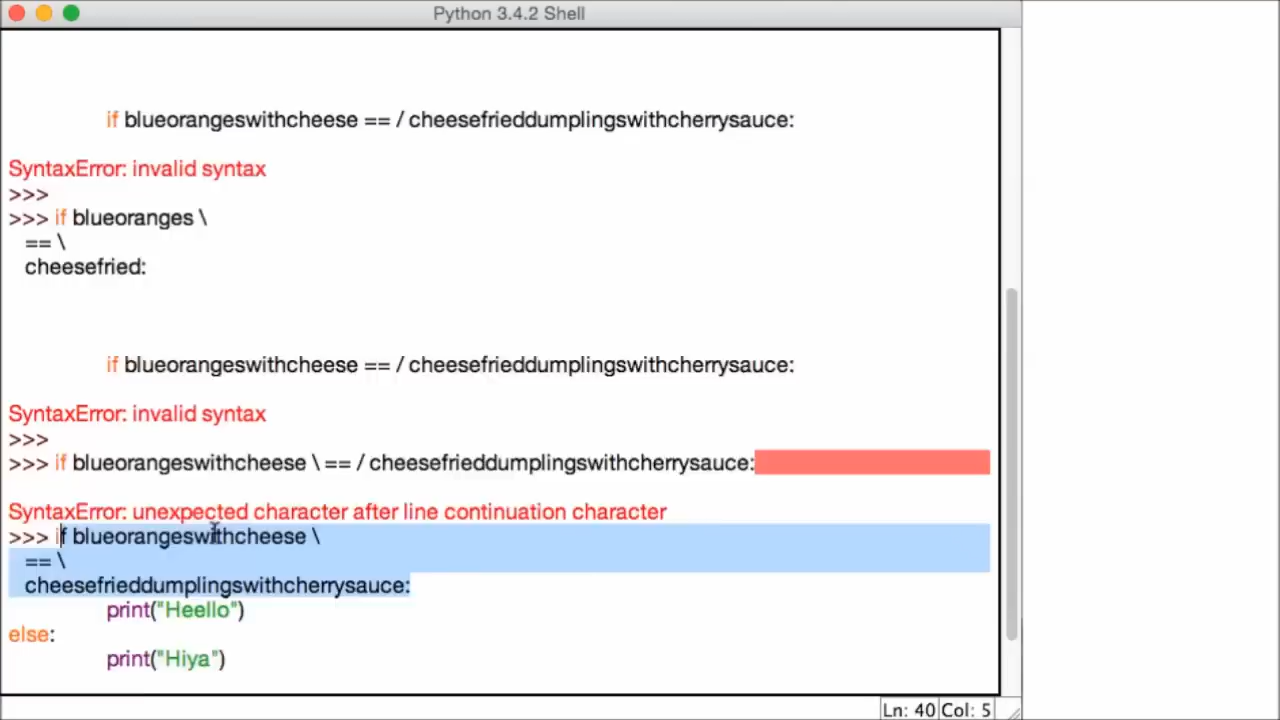 Python 3.4.2 Shell
if blueorangeswithcheese == / cheesefrieddumplingswithcherrysauce:
SyntaxError: invalid syntax
>>>
>>> if blueoranges \
== \
cheesefried:
if blueorangeswithcheese == / cheesefrieddumplingswithcherrysauce:
SyntaxError: invalid syntax
>>>
>>> if blueorangeswithcheese \ == / cheesefrieddumplingswithcherrysauce:
SyntaxError: unexpected character after line continuation character
>>> if blueorangeswithcheese \
== \
cheesefrieddumplingswithcherrysauce:
print("Heello")
else:
print("Hiya")
Ln: 40 Col: 5